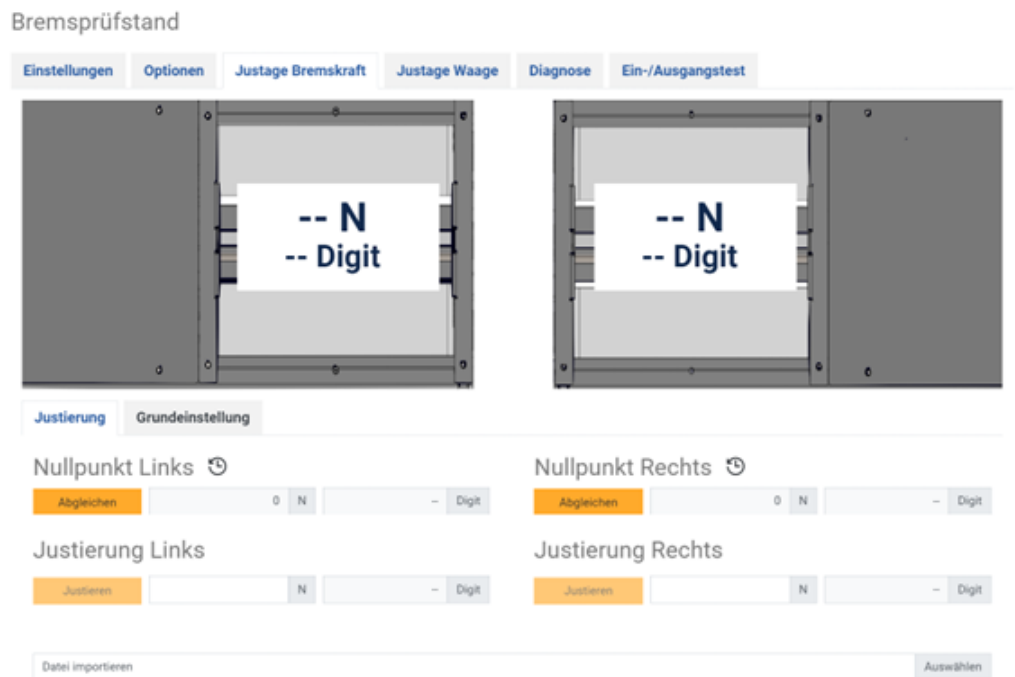 Bremsprüfstand
Einstellungen Optionen Justage Bremskraft Justage Waage Diagnose Ein-/Ausgangstest
-- N -- N
-- Digit -- Digit
Justierung Grundeinstellung
Nullpunkt Links Nullpunkt Rechts
Abgleichen 0 N -- Digit Abgleichen 0 N -- Digit
Justierung Links Justierung Rechts
Justieren N -- Digit Justieren N -- Digit
Datei importieren Auswählen